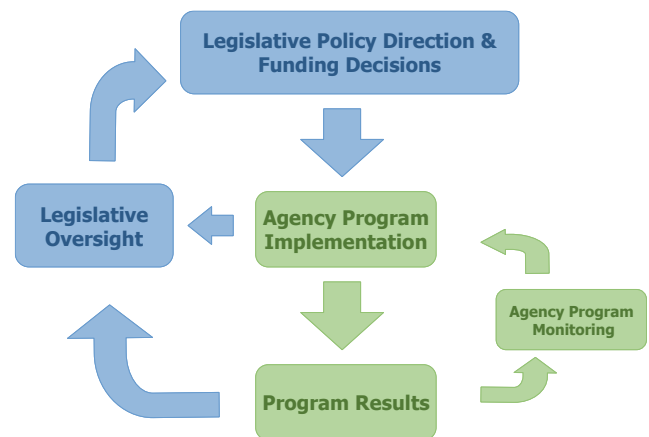 Legislative Policy Direction &
Funding Decisions
Legislative
Oversight
Agency Program
Implementation
Agency Program
Monitoring
Program Results